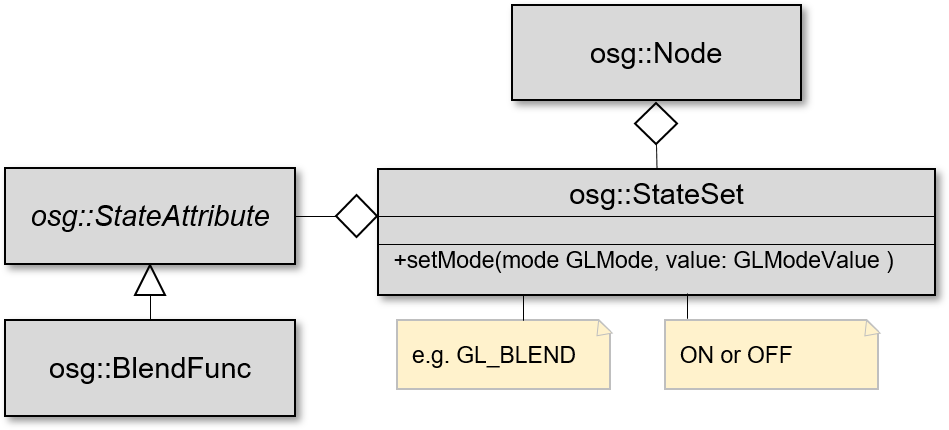 osg::Node
osg::StateAttribute
osg::StateSet
+setMode(mode GLMode, value: GLModeValue )
osg::BlendFunc
e.g. GL_BLEND
ON or OFF